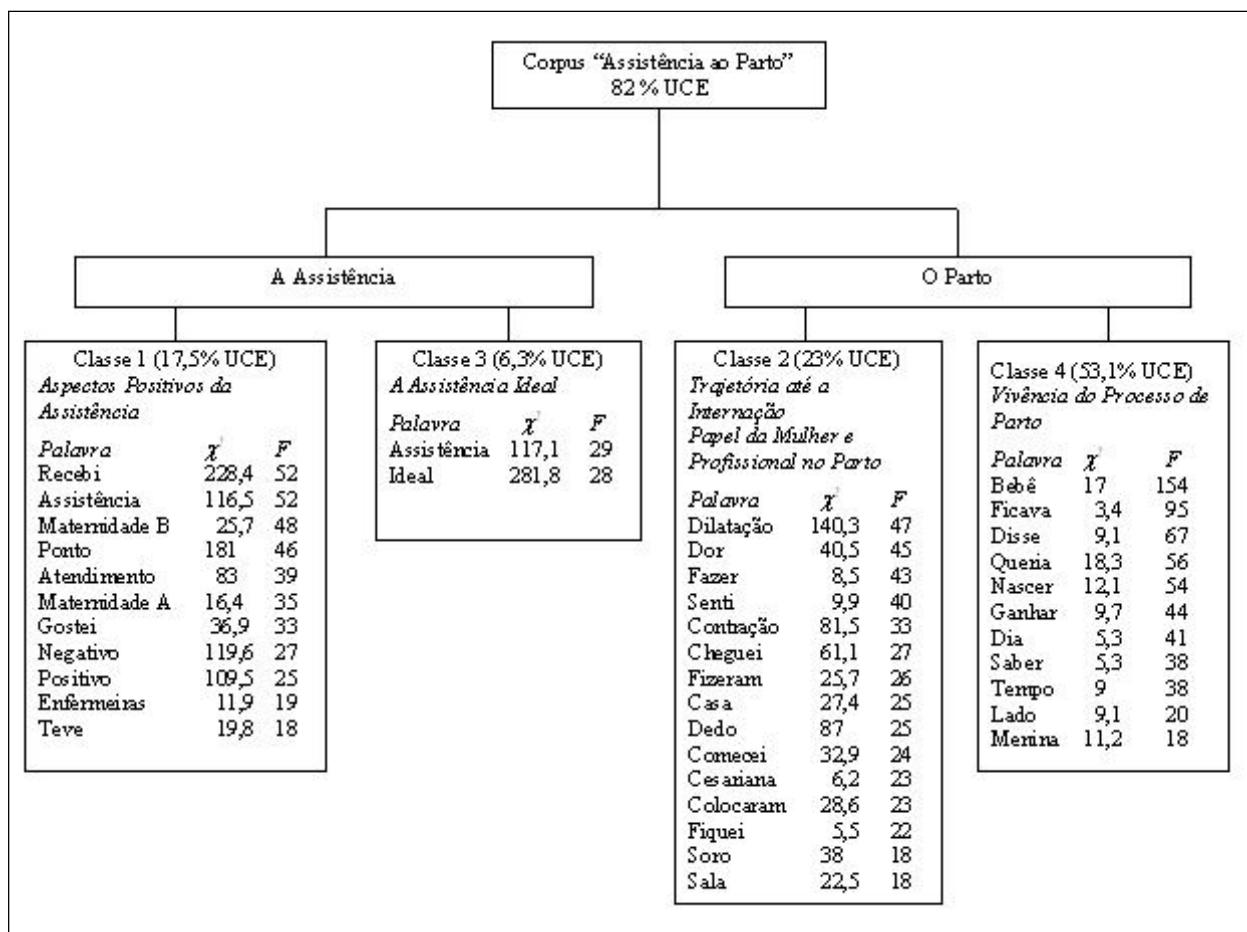 Corpus “Assistência ao Parto”
82% UCE
A Assistência
O Parto
Classe 1 (17,5% UCE)
Aspectos Positivos da
Assistência
Palavra χ² F
Recebi 228,4 52
Assistência 116,5 52
Maternidade B 25,7 48
Ponto 181 46
Atendimento 83 39
Maternidade A 16,4 35
Gostei 36,9 33
Negativo 119,6 27
Positivo 109,5 25
Enfermeiras 11,9 19
Teve 19,8 18
Classe 3 (6,3% UCE)
A Assistência Ideal
Palavra χ² F
Assistência 117,1 29
Ideal 281,8 28
Classe 2 (23% UCE)
Trajetória até a
Internação
Papel da Mulher e
Profissional no Parto
Palavra χ² F
Dilatação 140,3 47
Dor 40,5 45
Fazer 8,5 43
Senti 9,9 40
Contração 81,5 33
Cheguei 61,1 27
Fizeram 25,7 26
Casa 27,4 25
Dedo 87 25
Comecei 32,9 24
Cesariana 6,2 23
Colocaram 28,6 23
Fiquei 5,5 22
Soro 38 18
Sala 22,5 18
Classe 4 (53,1% UCE)
Vivência do Processo de
Parto
Palavra χ² F
Bebê 17 154
Ficava 3,4 95
Disse 9,1 67
Queria 18,3 56
Nascer 12,1 54
Ganhar 9,7 44
Dia 5,3 41
Saber 5,3 38
Tempo 9 38
Lado 9,1 20
Menina 11,2 18